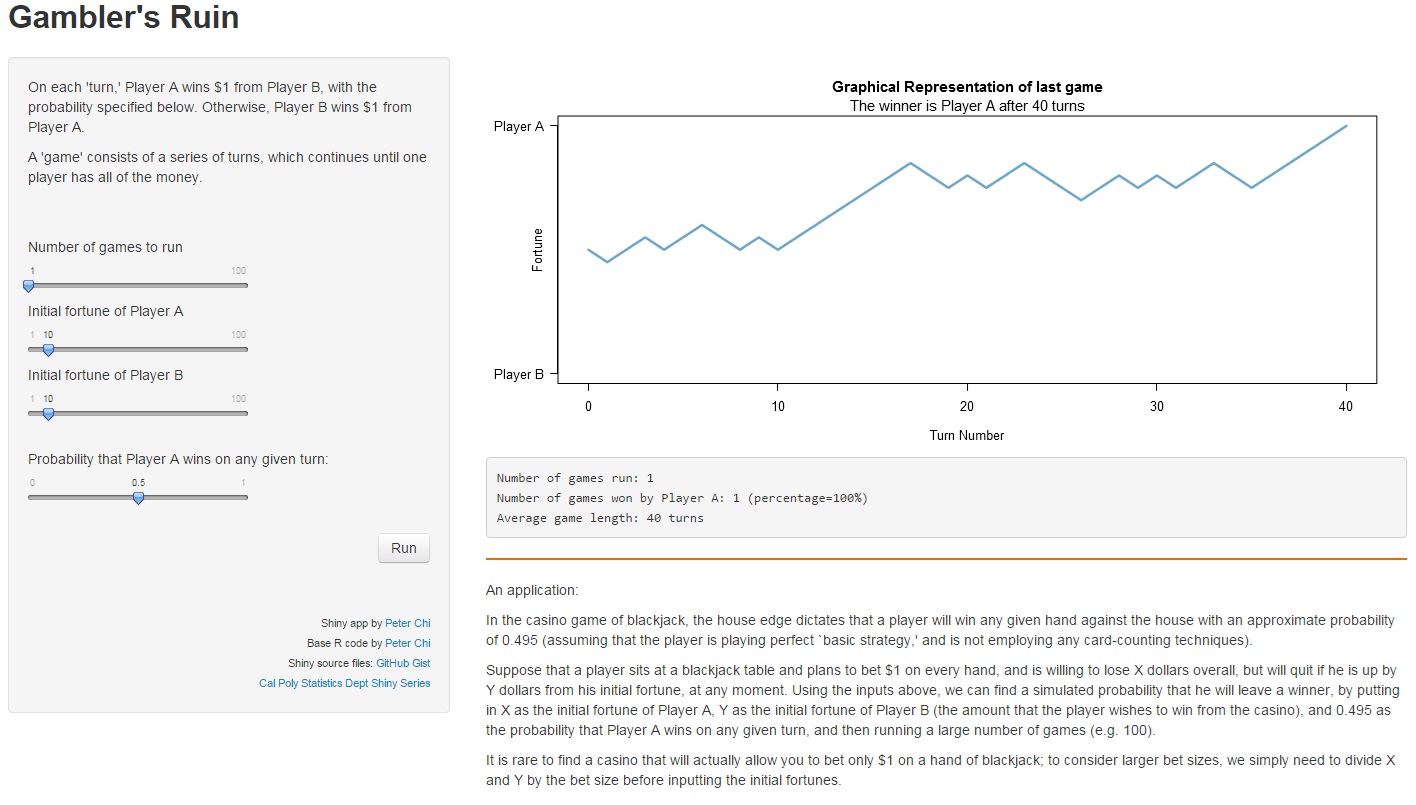 Gambler's Ruin
On each 'turn,' Player A wins $1 from Player B, with the
probability specified below. Otherwise, Player B wins $1 from
Player A.
A 'game' consists of a series of turns, which continues until one
player has all of the money.
Number of games to run
1 100
Initial fortune of Player A
1 10 100
Initial fortune of Player B
1 10 100
Probability that Player A wins on any given turn:
0 0.5 1
Run
Shiny app by Peter Chi
Base R code by Peter Chi
Shiny source files: GitHub Gist
Cal Poly Statistics Dept Shiny Series
Graphical Representation of last game
The winner is Player A after 40 turns
Player A
Fortune
Player B
0 10 20 30 40
Turn Number
Number of games run: 1
Number of games won by Player A: 1 (percentage=100%)
Average game length: 40 turns
An application:
In the casino game of blackjack, the house edge dictates that a player will win any given hand against the house with an approximate probability
of 0.495 (assuming that the player is playing perfect `basic strategy,' and is not employing any card-counting techniques).
Suppose that a player sits at a blackjack table and plans to bet $1 on every hand, and is willing to lose X dollars overall, but will quit if he is up by
Y dollars from his initial fortune, at any moment. Using the inputs above, we can find a simulated probability that he will leave a winner, by putting
in X as the initial fortune of Player A, Y as the initial fortune of Player B (the amount that the player wishes to win from the casino), and 0.495 as
the probability that Player A wins on any given turn, and then running a large number of games (e.g. 100).
It is rare to find a casino that will actually allow you to bet only $1 on a hand of blackjack; to consider larger bet sizes, we simply need to divide X
and Y by the bet size before inputting the initial fortunes.